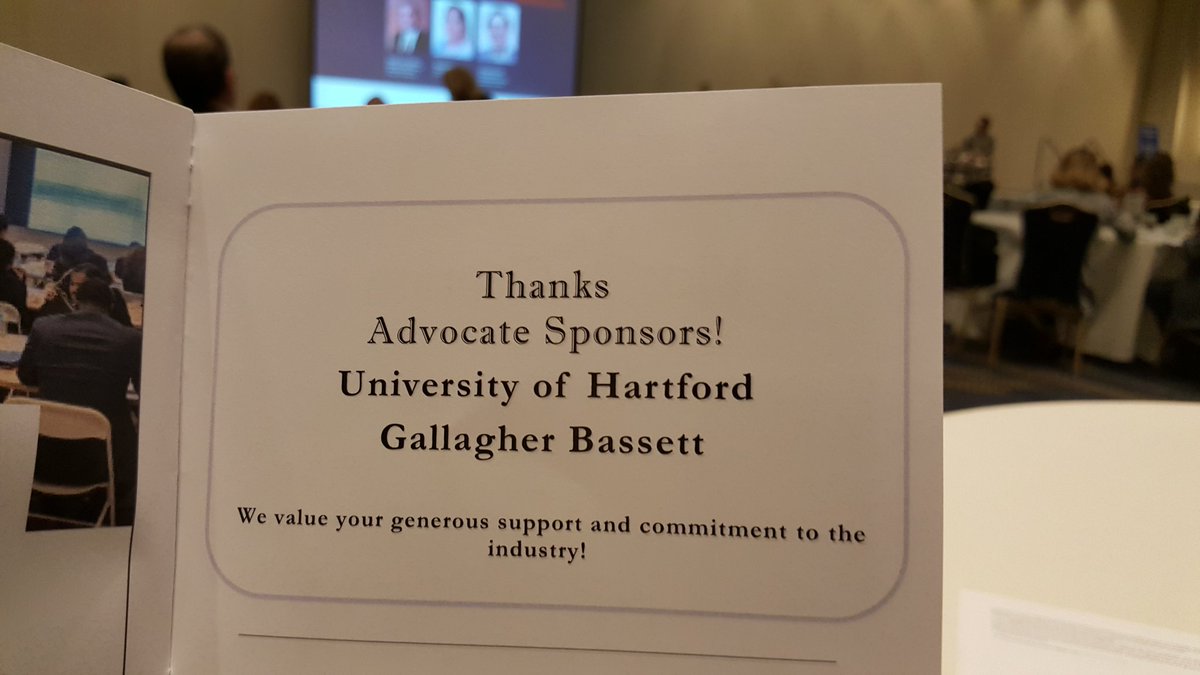 Thanks
Advocate Sponsors!
University of Hartford
Gallagher Bassett
We value your generous support and commitment to the
industry!